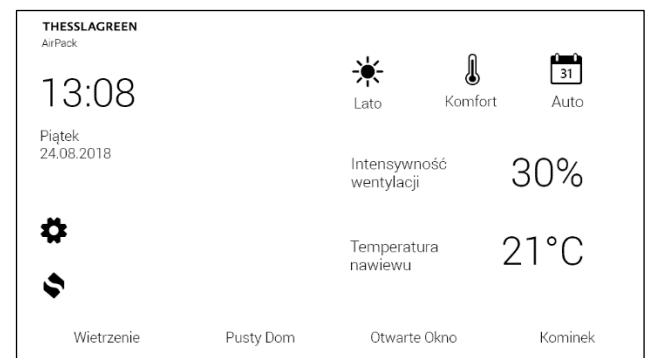 THESSLAGREEN
AirPack
13:08
Piątek
24.08.2018
31
Lato
Komfort
Auto
Intensywność
wentylacji
30%
Temperatura
nawiewu
21°C
Wietrzenie
Pusty Dom
Otwarte Okno
Kominek